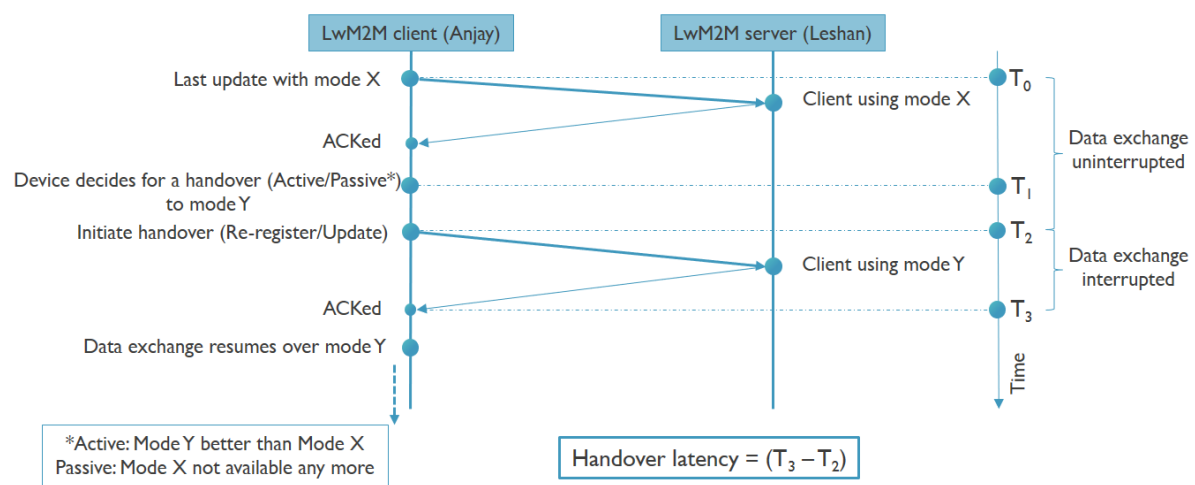 LwM2M client (Anjay)
LwM2M server (Leshan)
Last update with mode X
T0
Client using mode X
ACKed
Data exchange
uninterrupted
Device decides for a handover (Active/Passive*)
to mode Y
T1
Initiate handover (Re-register/Update)
T2
Client using mode Y
Data exchange
interrupted
ACKed
T3
Data exchange resumes over mode Y
Time
*Active: Mode Y better than Mode X
Passive: Mode X not available any more
Handover latency = (T3 – T2)